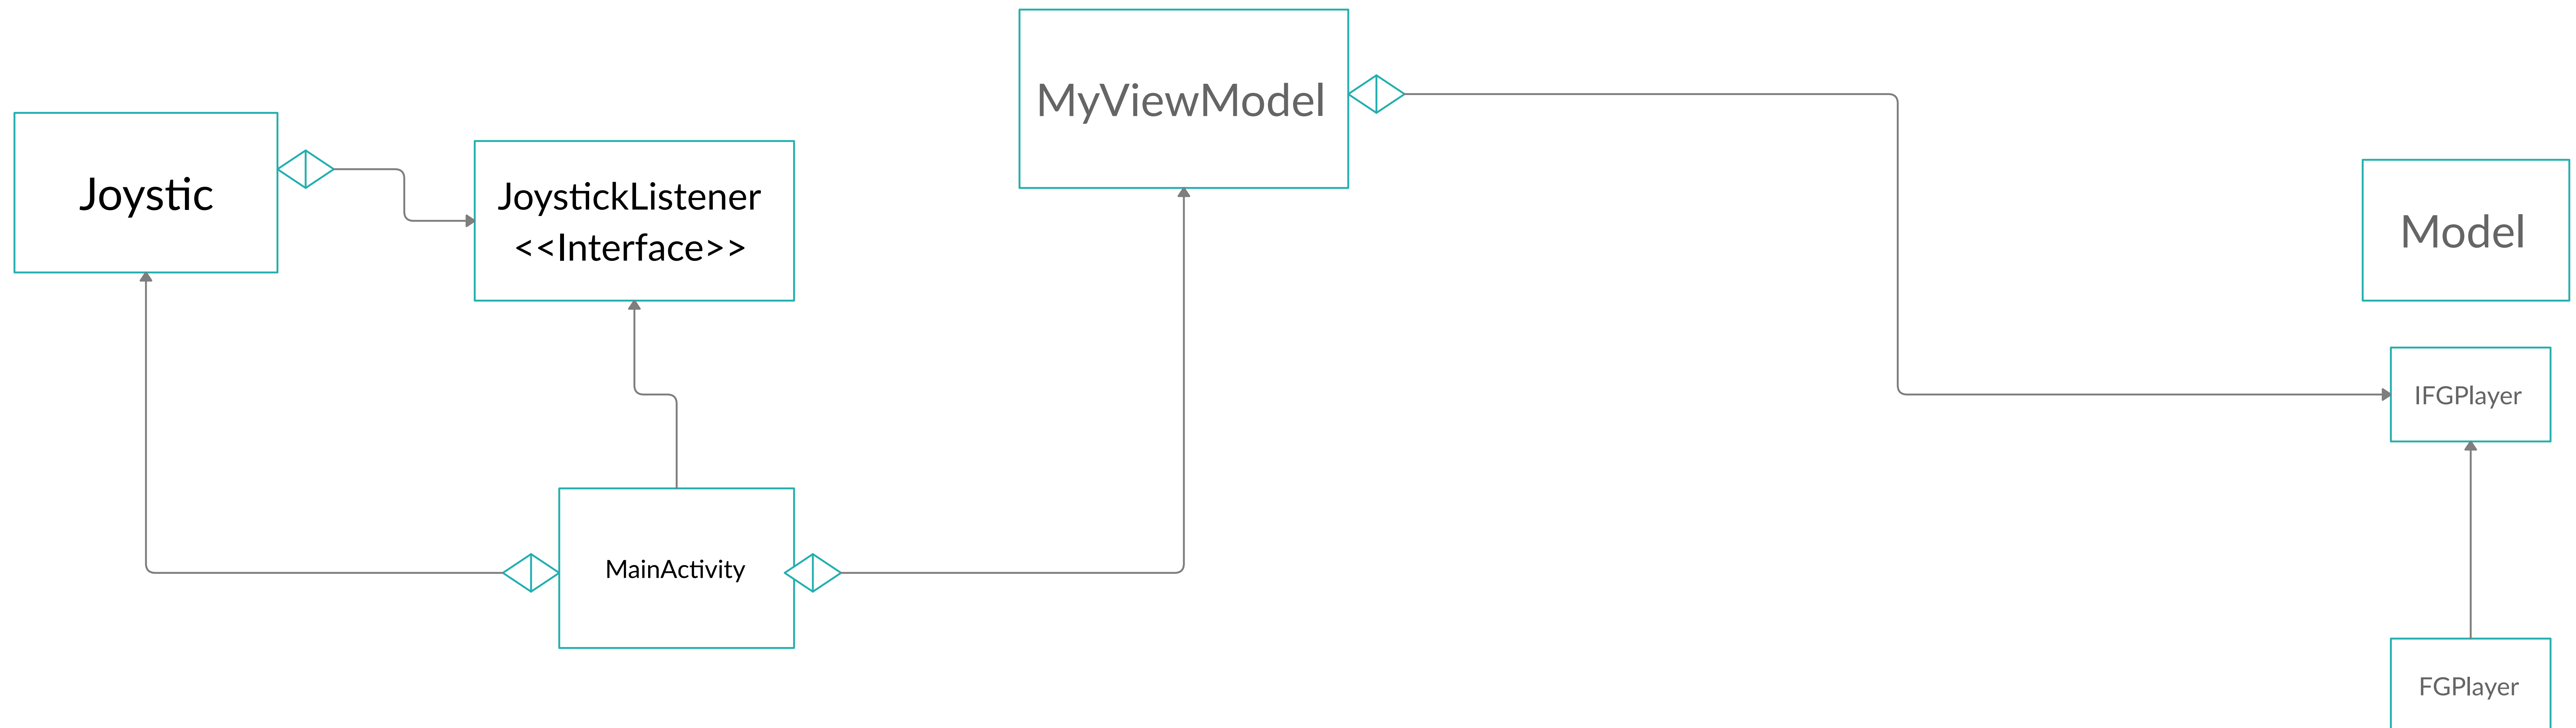 MyViewModel
Joystic
JoystickListener
<<Interface>>
Model
IFGPlayer
MainActivity
FGPlayer